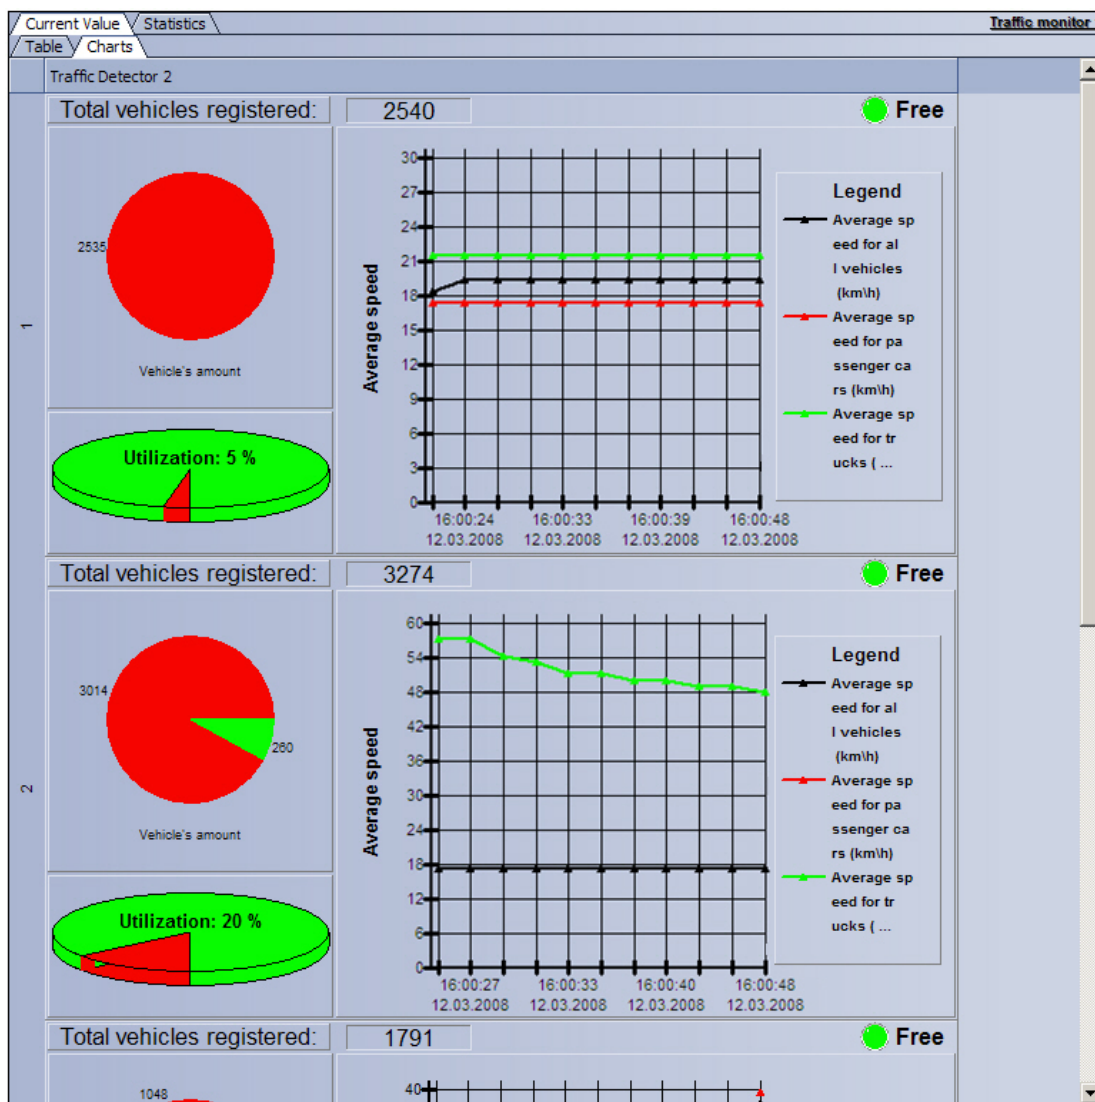 Current Value
Statistics
Traffic monitor
Table
Charts
Traffic Detector 2
1
Total vehicles registered:
2540
Free
2535
Vehicle's amount
Utilization: 5 %
Average speed
30
27
24
21
18
15
12
9
6
3
0
16:00:24
12.03.2008
16:00:33
12.03.2008
16:00:39
12.03.2008
16:00:48
12.03.2008
Legend
Average sp
eed for al
l vehicles
(km\h)
Average sp
eed for pa
ssenger ca
rs (km\h)
Average sp
eed for tr
ucks ( ...
2
Total vehicles registered:
3274
Free
3014
260
Vehicle's amount
Utilization: 20 %
Average speed
60
54
48
42
36
30
24
18
12
6
0
16:00:27
12.03.2008
16:00:33
12.03.2008
16:00:40
12.03.2008
16:00:48
12.03.2008
Legend
Average sp
eed for al
l vehicles
(km\h)
Average sp
eed for pa
ssenger ca
rs (km\h)
Average sp
eed for tr
ucks ( ...
Total vehicles registered:
1791
Free
1048
40